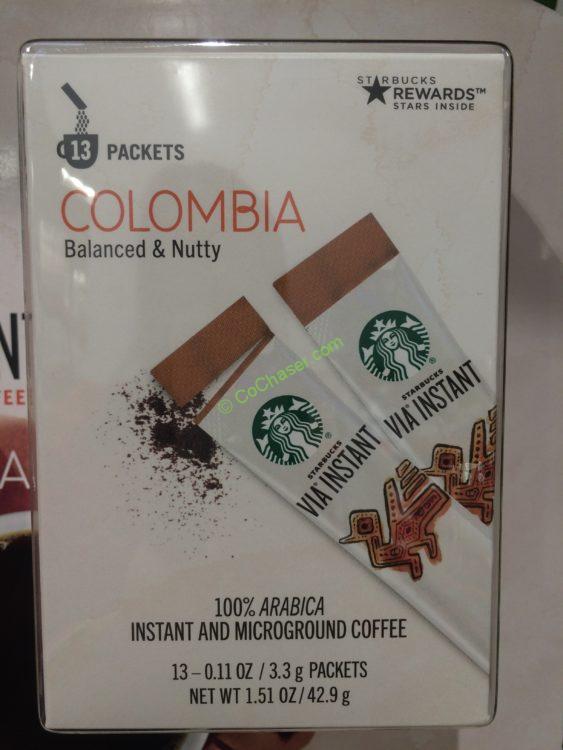 STARBUCKS
REWARDS™
STARS INSIDE
13 PACKETS
COLOMBIA
Balanced & Nutty
© CoChaser.com
STARBUCKS
VIA® INSTANT
STARBUCKS
VIA® INSTANT
100% ARABICA
INSTANT AND MICROGROUND COFFEE
13 – 0.11 OZ / 3.3 g PACKETS
NET WT 1.51 OZ/ 42.9 g